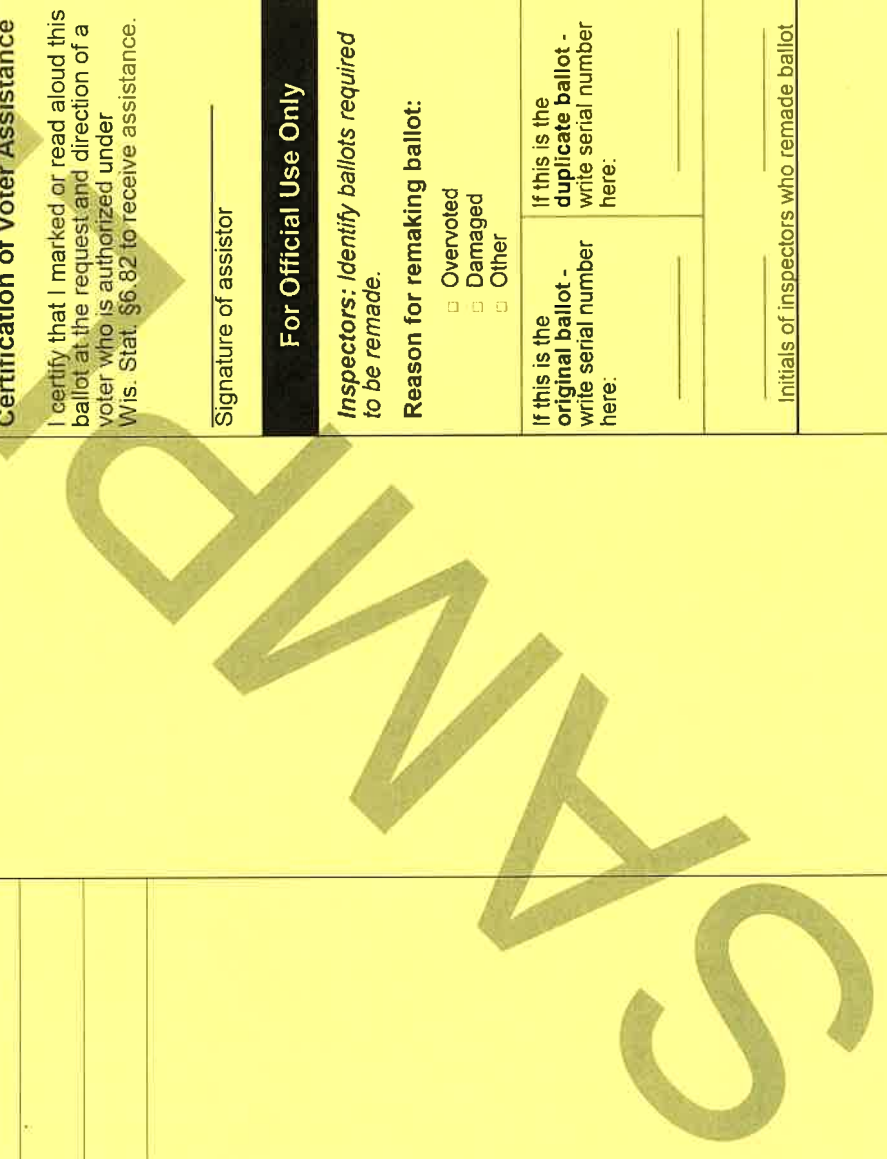 Certification of Voter Assistance
I certify that I marked or read aloud this
ballot at the request and direction of a
voter who is authorized under
Wis. Stat. §6.82 to receive assistance.
Signature of assistor
For Official Use Only
Inspectors: Identify ballots required
to be remade.
Reason for remaking ballot:
Overvoted
Damaged
Other
If this is the
original ballot -
write serial number
here:
If this is the
duplicate ballot -
write serial number
here:
Initials of inspectors who remade ballot
SAMPL